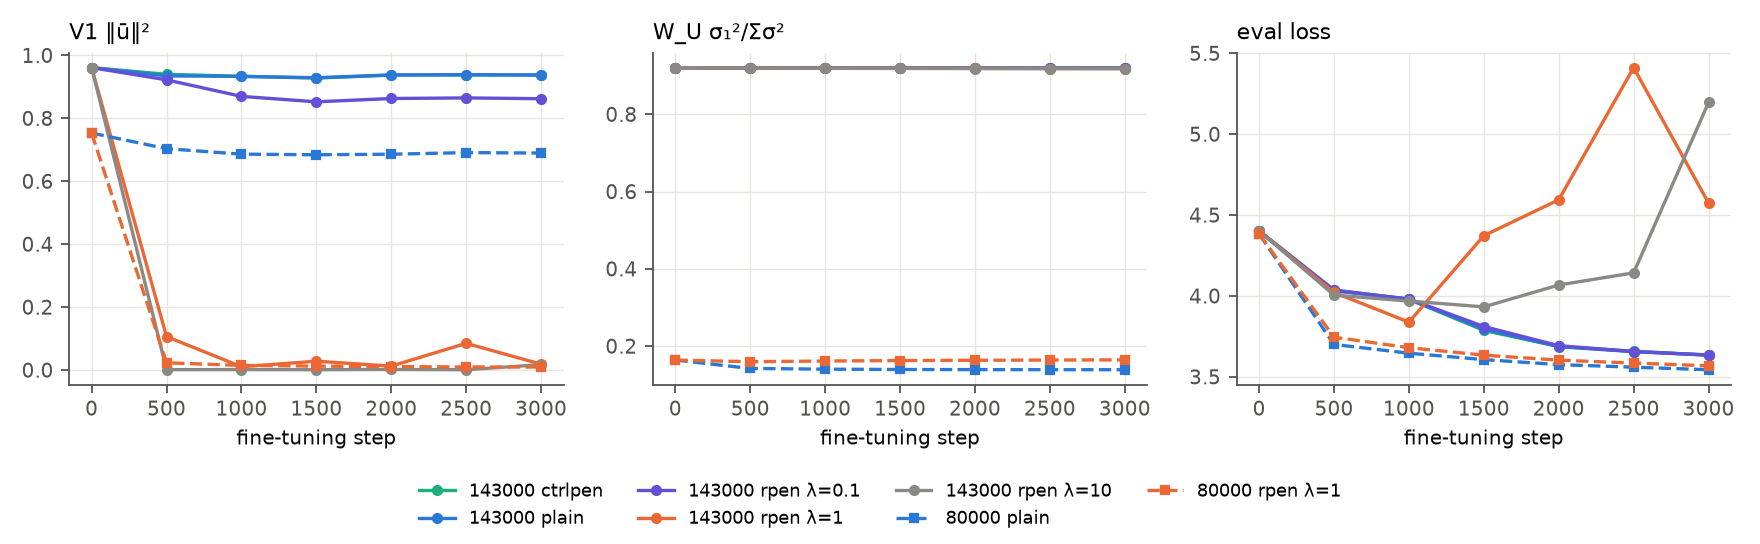 V1 ‖ū‖²
1.0
0.8
0.6
0.4
0.2
0.0
0 500 1000 1500 2000 2500 3000
fine-tuning step
W_U σ₁²/Σσ²
0.8
0.6
0.4
0.2
0 500 1000 1500 2000 2500 3000
fine-tuning step
eval loss
5.5
5.0
4.5
4.0
3.5
0 500 1000 1500 2000 2500 3000
fine-tuning step
143000 ctrlpen
143000 plain
143000 rpen λ=0.1
143000 rpen λ=1
143000 rpen λ=10
80000 plain
80000 rpen λ=1